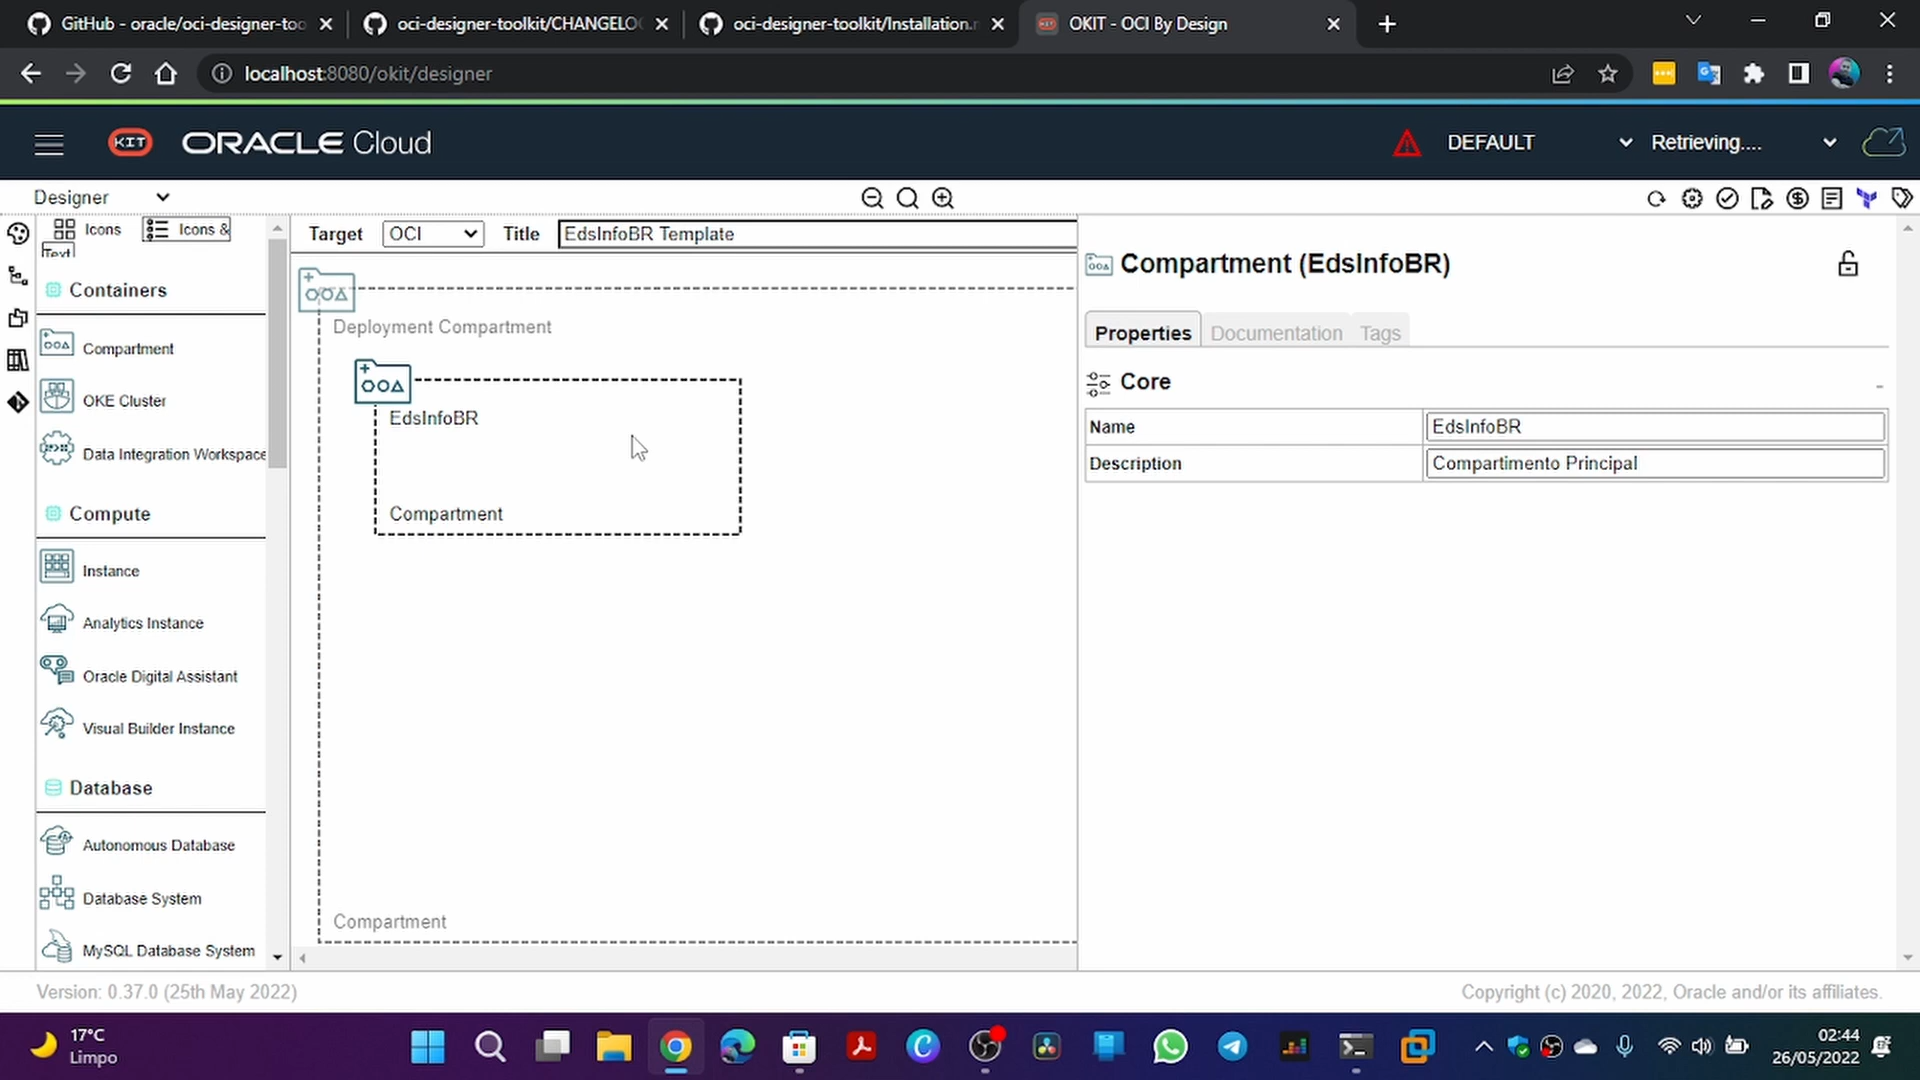 GitHub - oracle/oci-designer-too
oci-designer-toolkit/CHANGELO
oci-designer-toolkit/Installation.
OKIT - OCI By Design
localhost:8080/okit/designer
KIT ORACLE Cloud
DEFAULT
Retrieving....
Designer
Icons
Icons &
Text
Target
OCI
Title
EdsInfoBR Template
Containers
Compartment
OKE Cluster
Data Integration Workspace
Compute
Instance
Analytics Instance
Oracle Digital Assistant
Visual Builder Instance
Database
Autonomous Database
Database System
MySQL Database System
Deployment Compartment
EdsInfoBR
Compartment
Compartment
Compartment (EdsInfoBR)
Properties
Documentation
Tags
Core
Name
EdsInfoBR
Description
Compartimento Principal
Version: 0.37.0 (25th May 2022)
Copyright (c) 2020, 2022, Oracle and/or its affiliates.
17°C
Limpo
02:44
26/05/2022